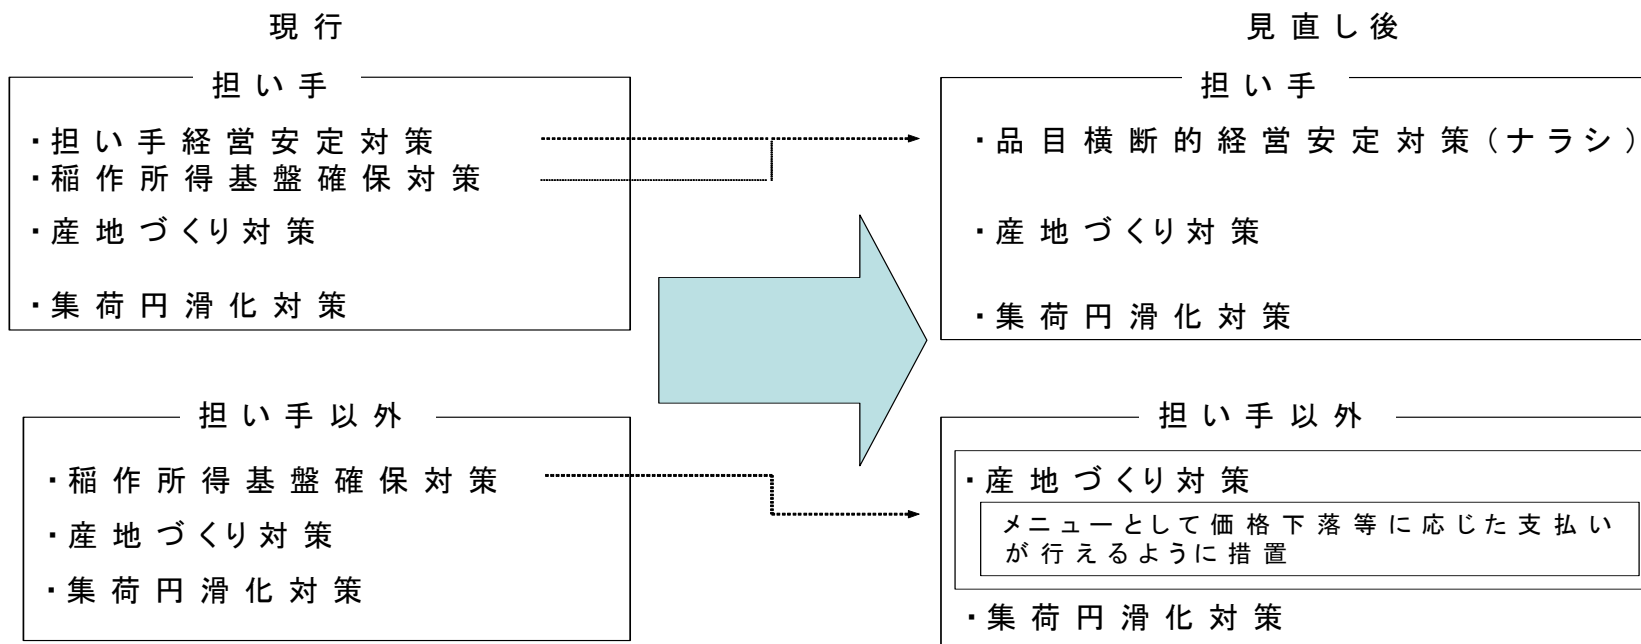 現行
担い手
・担い手経営安定対策
・稲作所得基盤確保対策
・産地づくり対策
・集荷円滑化対策
担い手以外
・稲作所得基盤確保対策
・産地づくり対策
・集荷円滑化対策
見直し後
担い手
・品目横断的経営安定対策(ナラシ)
・産地づくり対策
・集荷円滑化対策
担い手以外
・産地づくり対策
メニューとして価格下落等に応じた支払い
が行えるように措置
・集荷円滑化対策